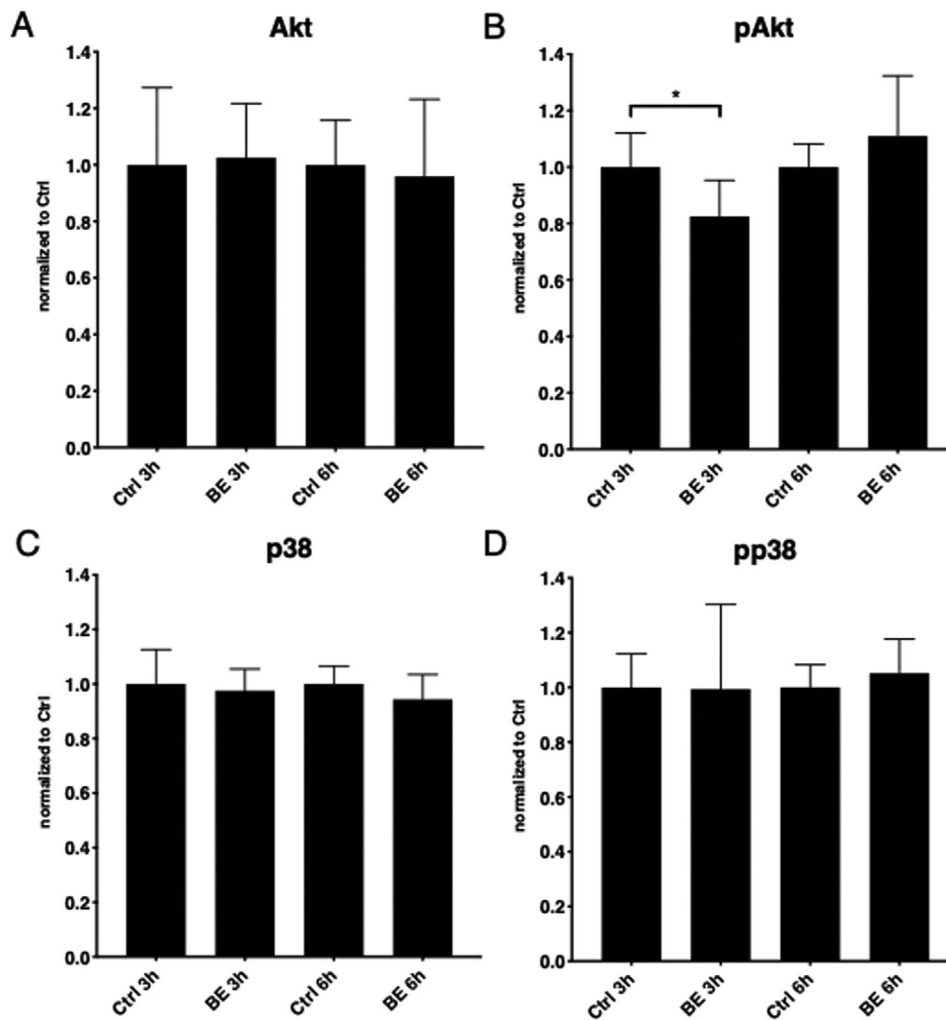 A
Akt
normalized to Ctrl
1.4
1.2
1.0
0.8
0.6
0.4
0.2
0.0
Ctrl 3h
BE 3h
Ctrl 6h
BE 6h
B
pAkt
normalized to Ctrl
1.4
1.2
1.0
0.8
0.6
0.4
0.2
0.0
*
Ctrl 3h
BE 3h
Ctrl 6h
BE 6h
C
p38
normalized to Ctrl
1.4
1.2
1.0
0.8
0.6
0.4
0.2
0.0
Ctrl 3h
BE 3h
Ctrl 6h
BE 6h
D
pp38
normalized to Ctrl
1.4
1.2
1.0
0.8
0.6
0.4
0.2
0.0
Ctrl 3h
BE 3h
Ctrl 6h
BE 6h